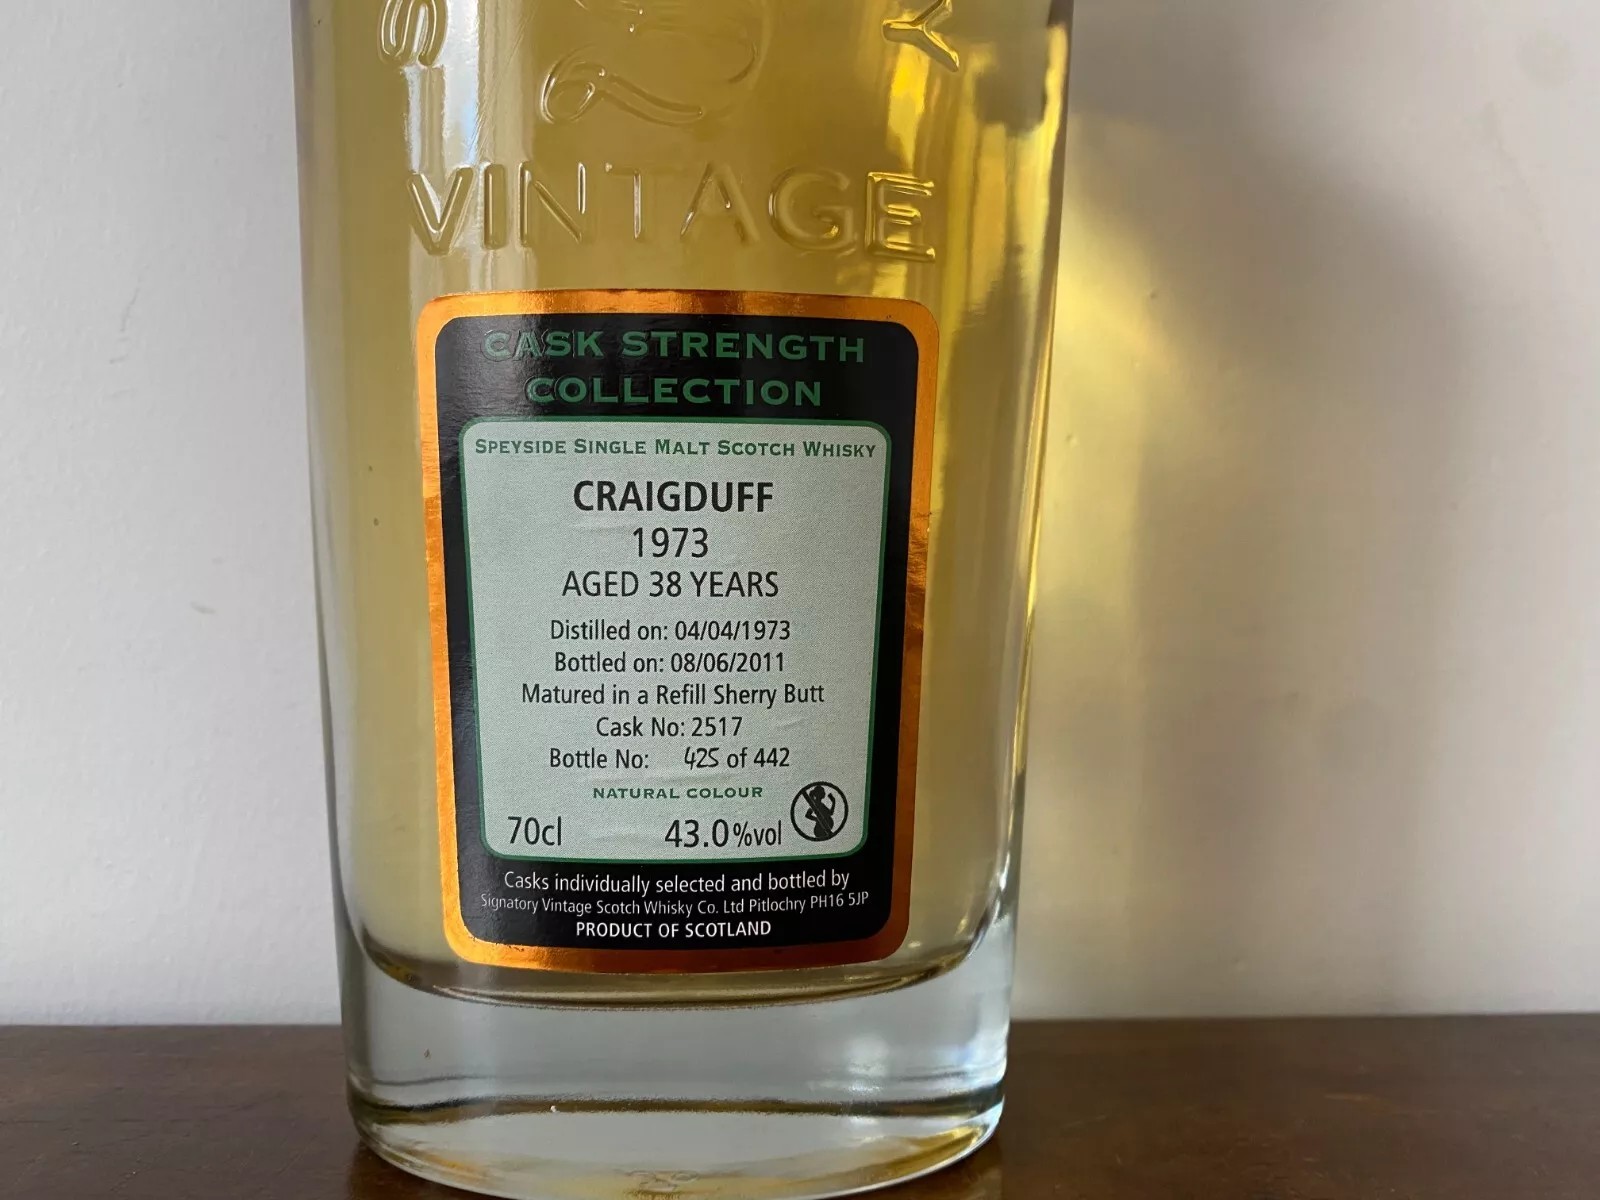 VINTAGE
CASK STRENGTH
COLLECTION
SPEYSIDE SINGLE MALT SCOTCH WHISKY
CRAIGDUFF
1973
AGED 38 YEARS
Distilled on: 04/04/1973
Bottled on: 08/06/2011
Matured in a Refill Sherry Butt
Cask No: 2517
Bottle No: 425 of 442
NATURAL COLOUR
70cl 43.0%vol
Casks individually selected and bottled by
Signatory Vintage Scotch Whisky Co. Ltd Pitlochry PH16 5JP
PRODUCT OF SCOTLAND